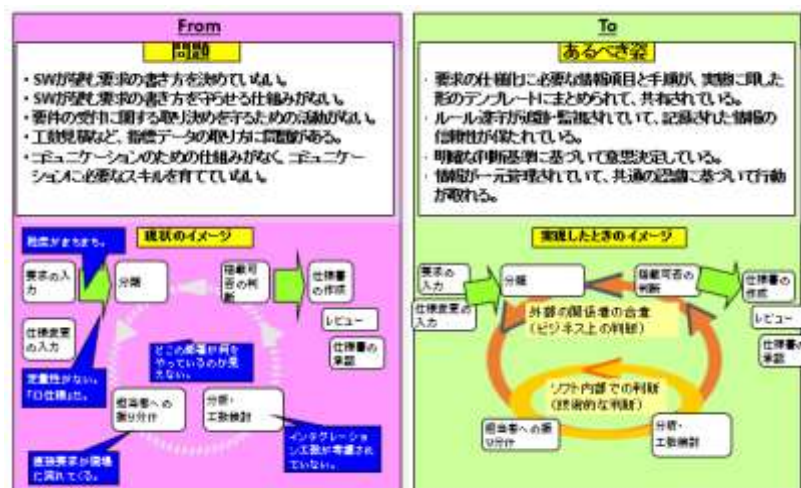 From
問題
・SWが望む要求の書き方を決めていない。
・SWが望む要求の書き方を守らせる仕組みがない。
・要件の受け中に関する取り決めを守るための活動がない。
・工数見積など、指標データの取り方に問題がある。
・コミュニケーションのための仕組みがなく、コミュニケー
ションに必要なスキルを育てていない。
現状のイメージ
粒度がまちまち。
要求の入
力
分類
搭載可
否の判
断
仕様書
の作成
レビュー
仕様書の
承認
仕様変更
の入力
どこの部署が何を
やっているのか見
えない。
定量性がない。
「口仕様」だ。
担当者への
振り分け
分析・
工数検討
直接要求が現場
に流れてくる。
インテグレーショ
ン工数が考慮され
ていない。
To
あるべき姿
・要求の仕様化に必要な情報項目と手順が、実態に即した
形のテンプレートにまとめられて、共有されている。
・ルール遵守が・監視されていて、記録された情報の
信頼性が保たれている。
・明確な判断基準に基づいて意思決定している。
・情報が一元管理されていて、共通の認識に基づいて行動
が取れる。
実現したときのイメージ
要求の
入力
分類
搭載可否の
判断
仕様書の
作成
仕様変更の
入力
外部の関係者の合意
(ビジネス上の判断)
レビュー
仕様書の
承認
ソフト内部での判断
(技術的な判断)
担当者への振
り分け
分析・
工数検討